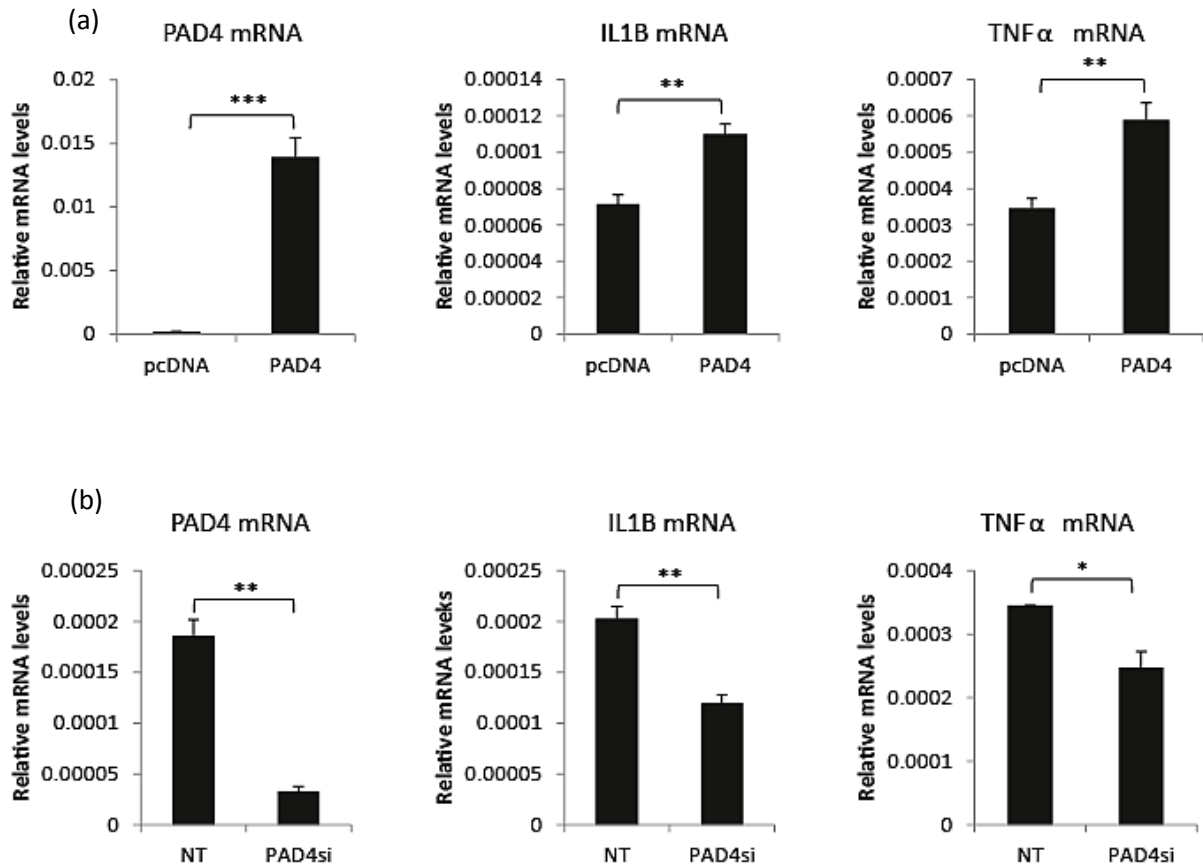 (a)
PAD4 mRNA
Relative mRNA levels
0.02
0.015
0.01
0.005
0
***
pcDNA PAD4
IL1B mRNA
Relative mRNA levels
0.00014
0.00012
0.0001
0.00008
0.00006
0.00004
0.00002
0
**
pcDNA PAD4
TNFα mRNA
Relative mRNA levels
0.0007
0.0006
0.0005
0.0004
0.0003
0.0002
0.0001
0
**
pcDNA PAD4
(b)
PAD4 mRNA
Relative mRNA levels
0.00025
0.0002
0.00015
0.0001
0.00005
0
**
NT PAD4si
IL1B mRNA
Relative mRNA leveks
0.00025
0.0002
0.00015
0.0001
0.00005
0
**
NT PAD4si
TNFα mRNA
Relative mRNA levels
0.0004
0.0003
0.0002
0.0001
0
*
NT PAD4si